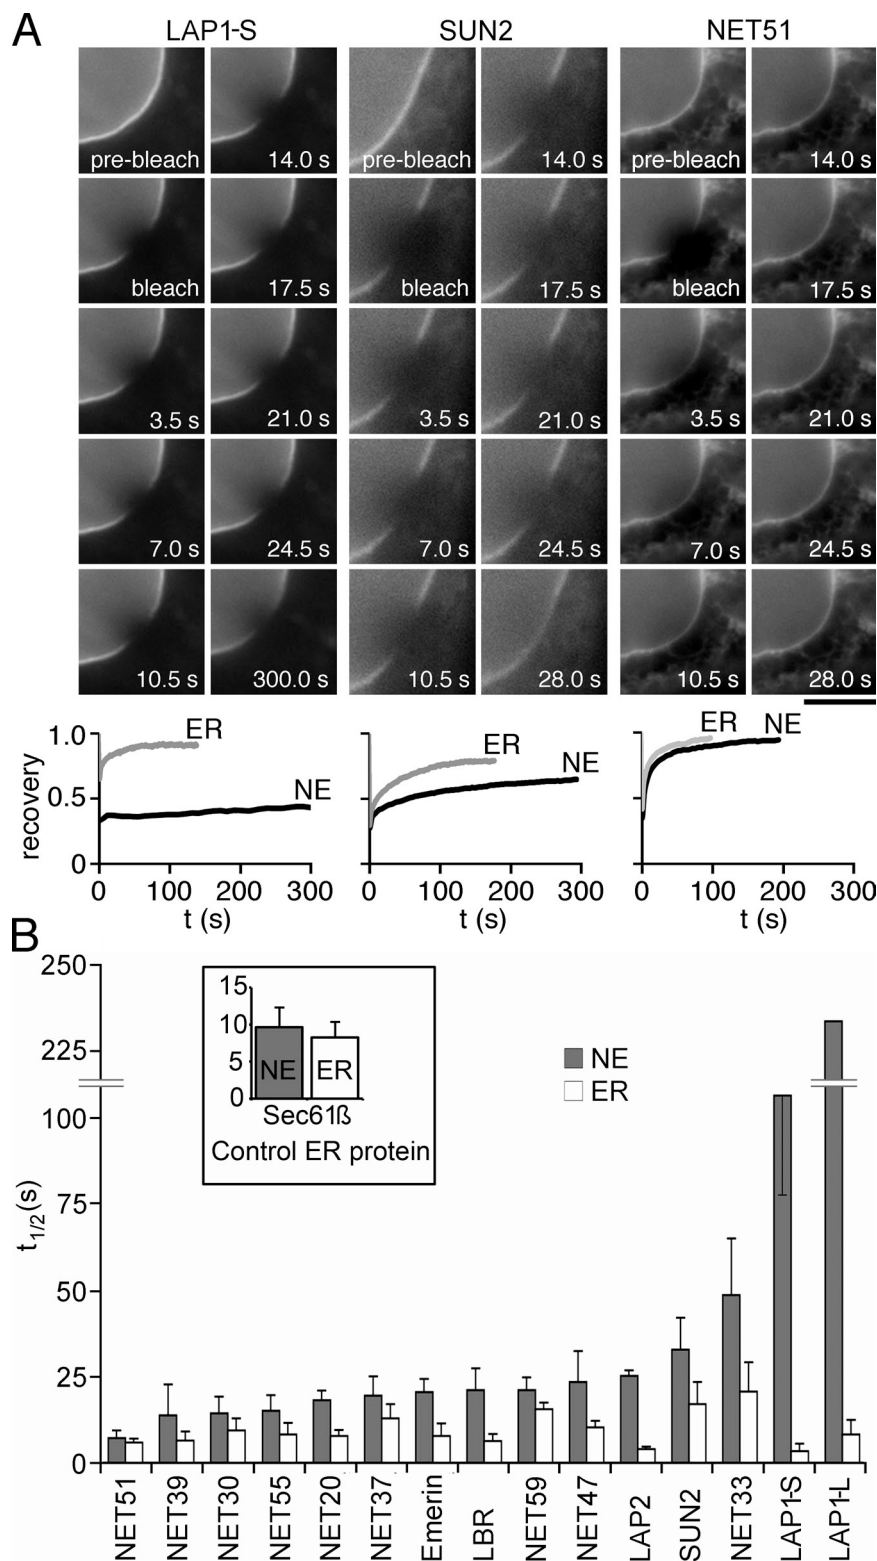 A
LAP1-S SUN2 NET51
pre-bleach 14.0 s pre-bleach 14.0 s pre-bleach 14.0 s
bleach 17.5 s bleach 17.5 s bleach 17.5 s
3.5 s 21.0 s 3.5 s 21.0 s 3.5 s 21.0 s
7.0 s 24.5 s 7.0 s 24.5 s 7.0 s 24.5 s
10.5 s 300.0 s 10.5 s 28.0 s 10.5 s 28.0 s
recovery
1.0
0.5
0
ER
NE
0 100 200 300
t (s)
ER
NE
0 100 200 300
t (s)
ER NE
0 100 200 300
t (s)
B
t1/2(s)
250
225
100
75
50
25
0
15
10
5
0
NE ER
Sec61ß
Control ER protein
NE
ER
NET51
NET39
NET30
NET55
NET20
NET37
Emerin
LBR
NET59
NET47
LAP2
SUN2
NET33
LAP1-S
LAP1-L